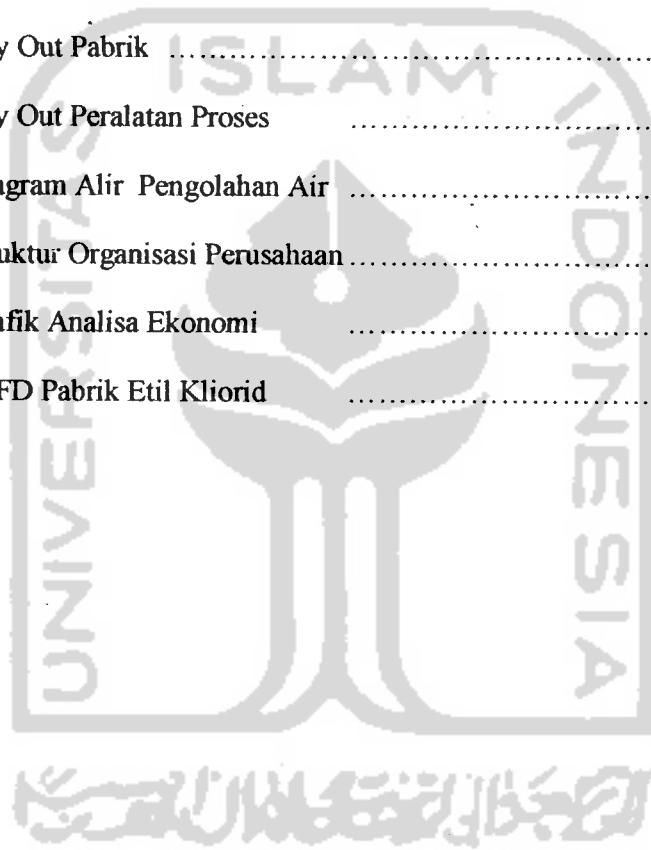 y Out Pabrik ....................................................
y Out Peralatan Proses ................................
agram Alir Pengolahan Air ................................
uktur Organisasi Perusahaan ................................
afik Analisa Ekonomi ................................
FD Pabrik Etil Kliorid ................................
ISLAM
UNIVERSITAS
INDONESIA